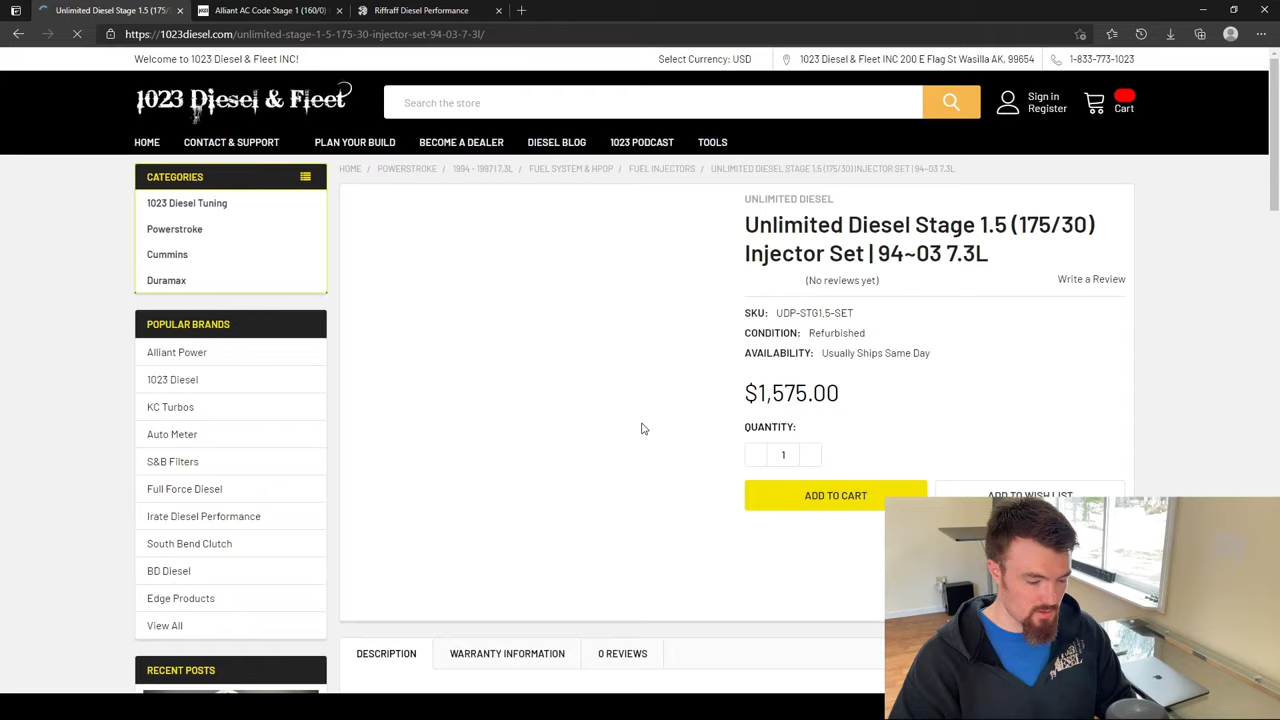 Unlimited Diesel Stage 1.5 (175/
Alliant AC Code Stage 1 (160/0)
Riffraff Diesel Performance
https://1023diesel.com/unlimited-stage-1-5-175-30-injector-set-94-03-7-3l/
Welcome to 1023 Diesel & Fleet INC!
Select Currency: USD
1023 Diesel & Fleet INC 200 E Flag St Wasilla AK, 99654
1-833-773-1023
1023 Diesel & Fleet
Search the store
Sign in
Register
Cart
HOME
CONTACT & SUPPORT
PLAN YOUR BUILD
BECOME A DEALER
DIESEL BLOG
1023 PODCAST
TOOLS
HOME / POWERSTROKE / 1994 - 1997 | 7.3L / FUEL SYSTEM & HPOP / FUEL INJECTORS / UNLIMITED DIESEL STAGE 1.5 (175/30) INJECTOR SET | 94~03 7.3L
CATEGORIES
1023 Diesel Tuning
Powerstroke
Cummins
Duramax
POPULAR BRANDS
Alliant Power
1023 Diesel
KC Turbos
Auto Meter
S&B Filters
Full Force Diesel
Irate Diesel Performance
South Bend Clutch
BD Diesel
Edge Products
View All
RECENT POSTS
UNLIMITED DIESEL
Unlimited Diesel Stage 1.5 (175/30)
Injector Set | 94~03 7.3L
(No reviews yet)
Write a Review
SKU: UDP-STG1.5-SET
CONDITION: Refurbished
AVAILABILITY: Usually Ships Same Day
$1,575.00
QUANTITY:
1
ADD TO CART
ADD TO WISH LIST
DESCRIPTION
WARRANTY INFORMATION
0 REVIEWS